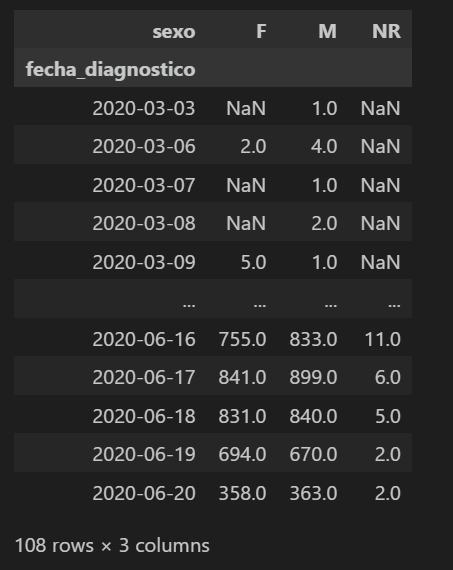 sexo F M NR
fecha_diagnostico
2020-03-03 NaN 1.0 NaN
2020-03-06 2.0 4.0 NaN
2020-03-07 NaN 1.0 NaN
2020-03-08 NaN 2.0 NaN
2020-03-09 5.0 1.0 NaN
... ... ... ...
2020-06-16 755.0 833.0 11.0
2020-06-17 841.0 899.0 6.0
2020-06-18 831.0 840.0 5.0
2020-06-19 694.0 670.0 2.0
2020-06-20 358.0 363.0 2.0
108 rows × 3 columns